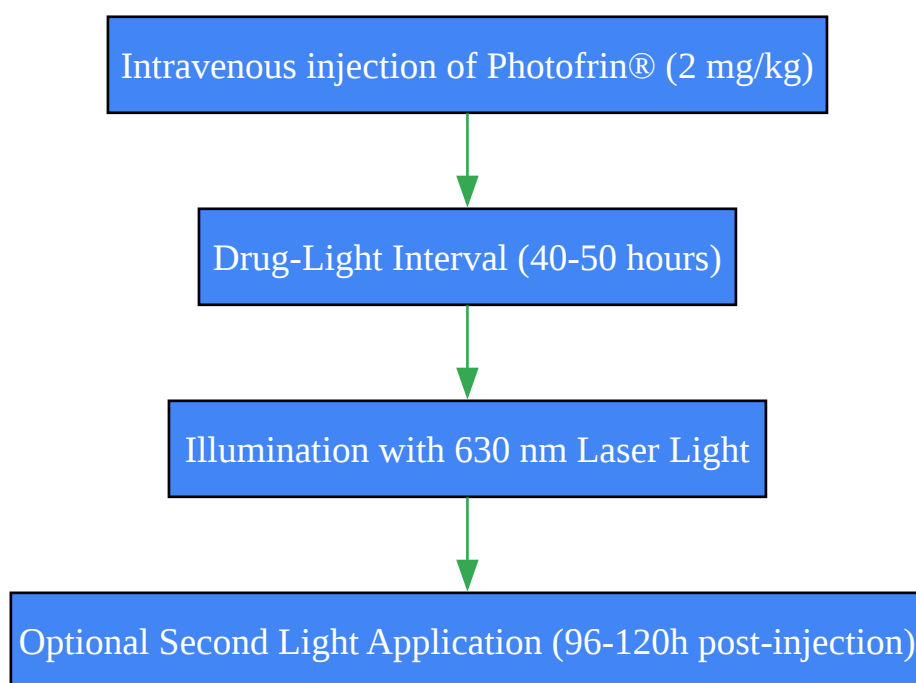 Intravenous injection of Photofrin® (2 mg/kg)
Drug-Light Interval (40-50 hours)
Illumination with 630 nm Laser Light
Optional Second Light Application (96-120h post-injection)